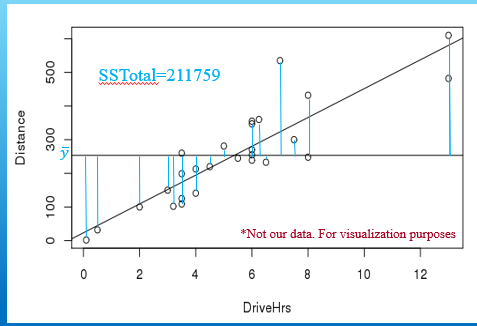 SSTotal=211759
Distance
500
300
100
0
ȳ
*Not our data. For visualization purposes
0 2 4 6 8 10 12
DriveHrs